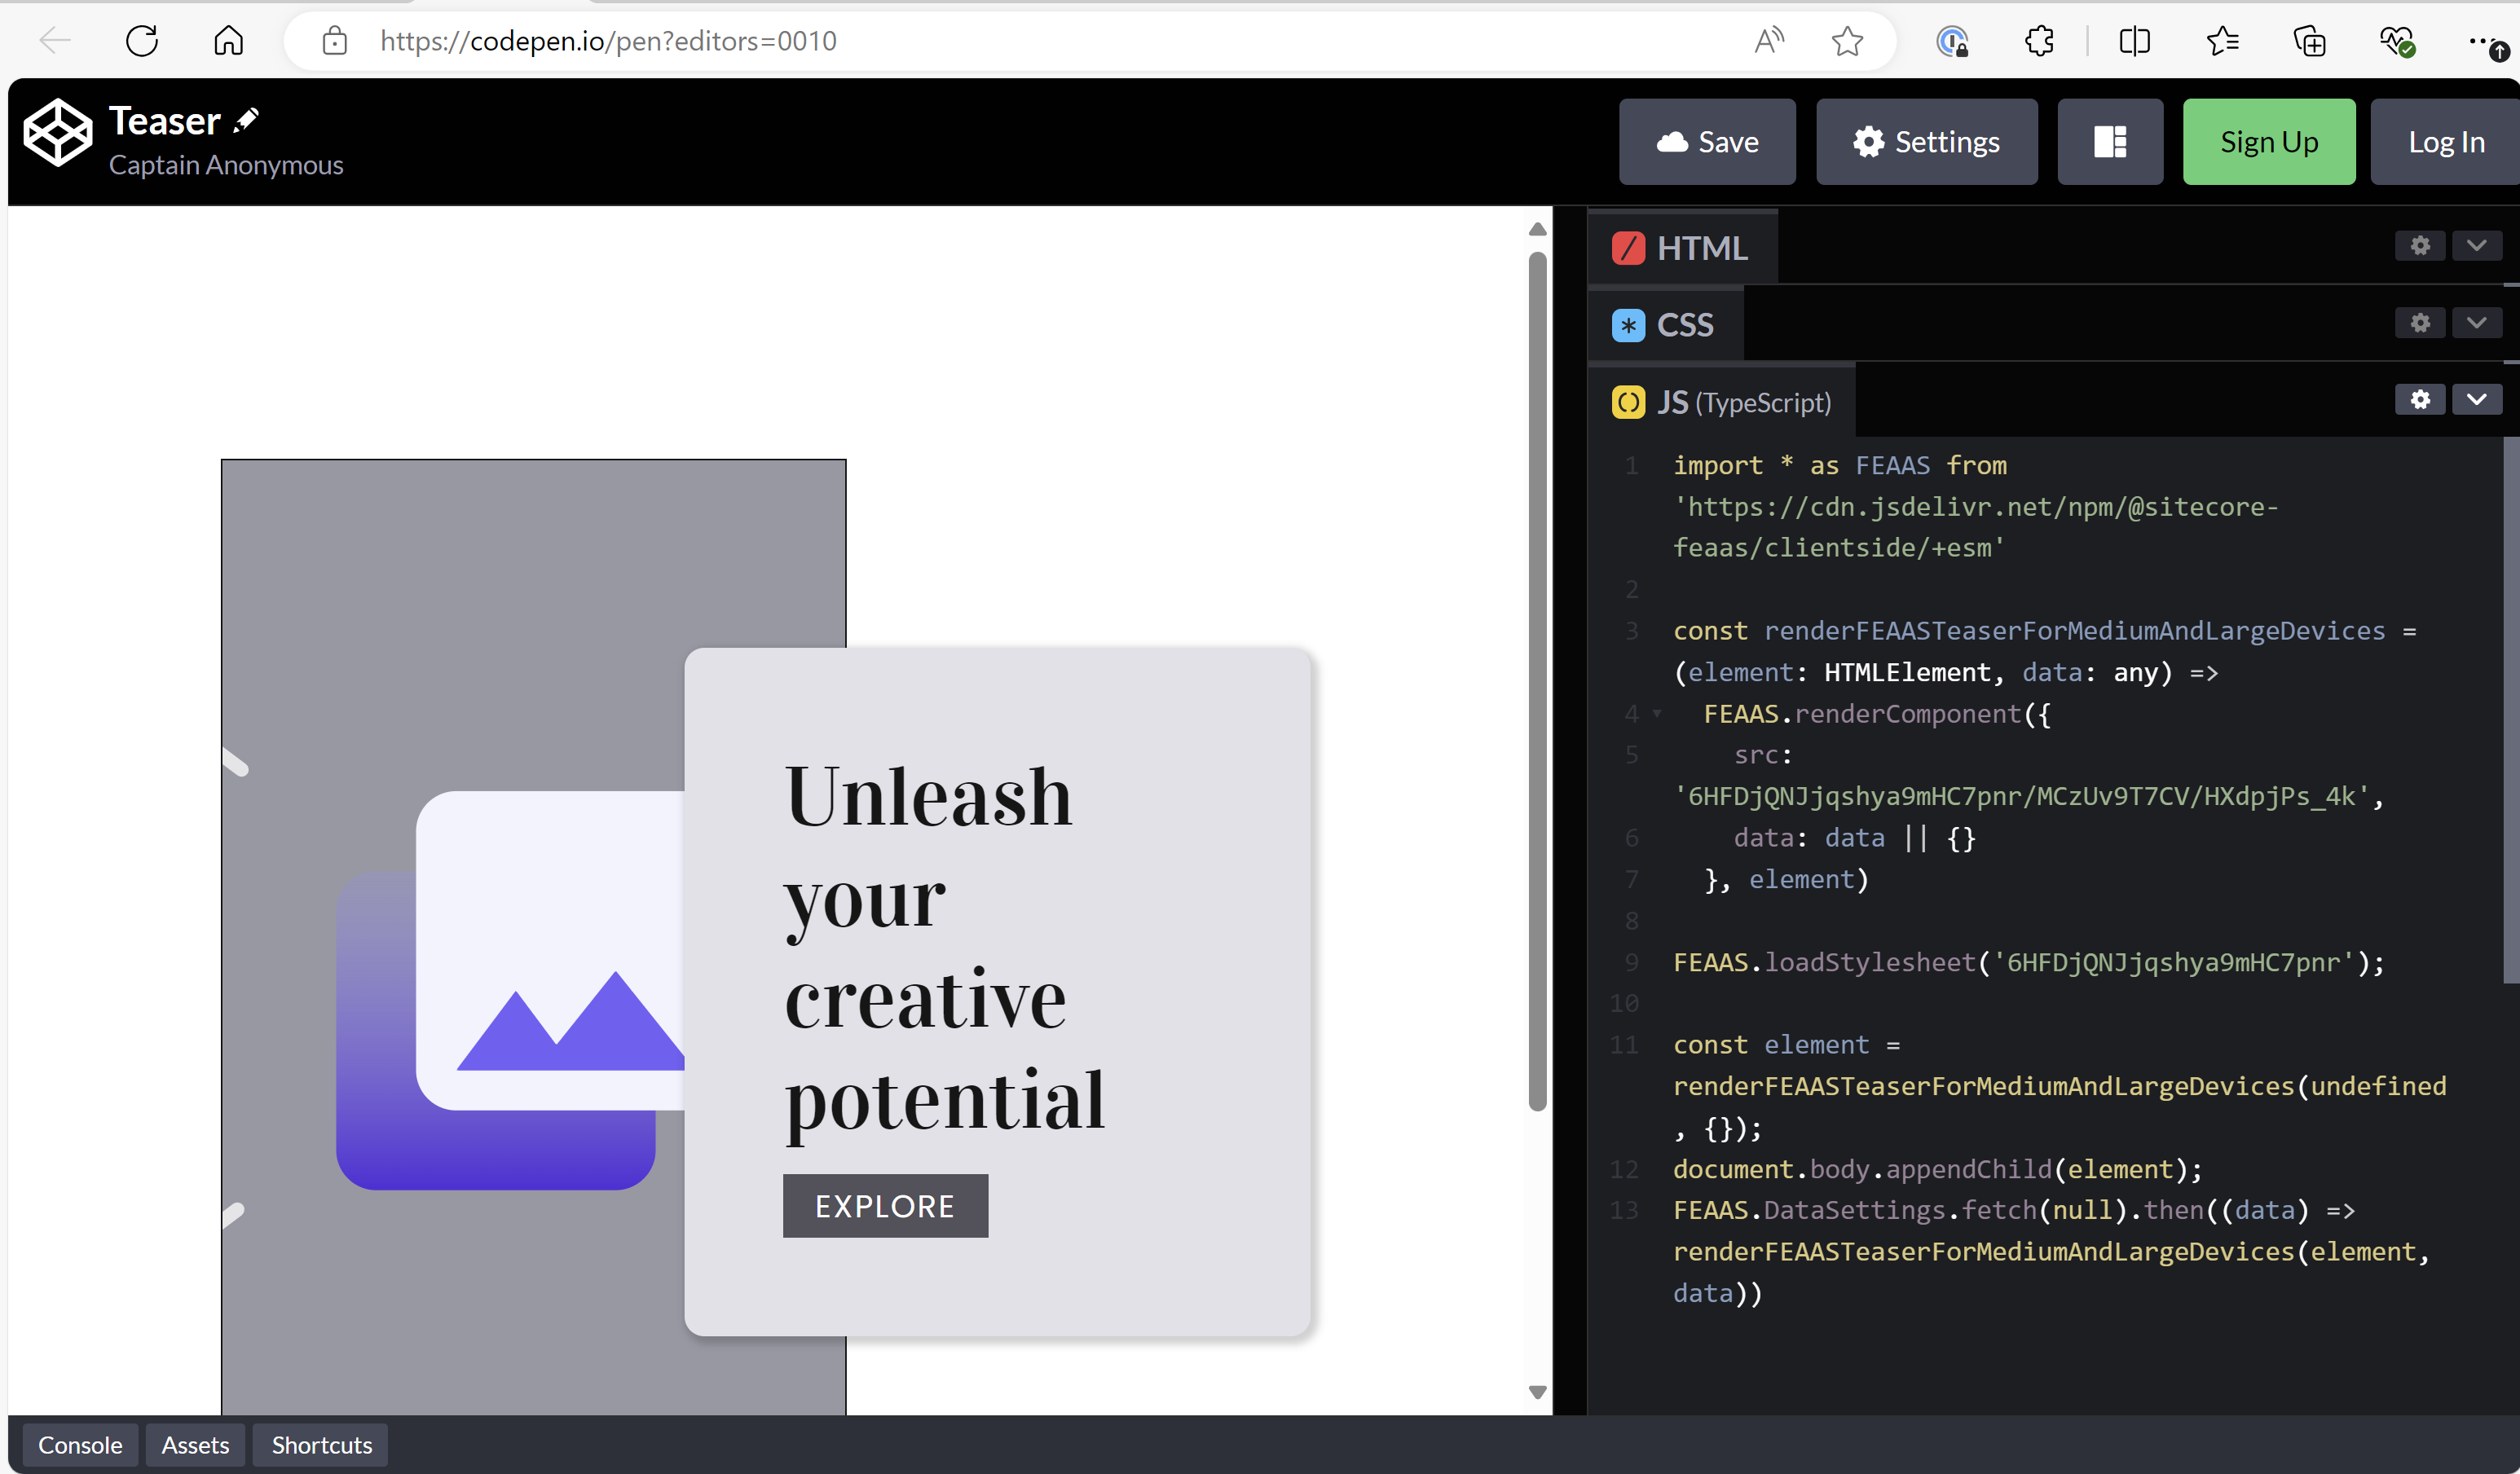 https://codepen.io/pen?editors=0010
Teaser
Captain Anonymous
Save
Settings
Sign Up
Log In
Unleash
your
creative
potential
EXPLORE
HTML
CSS
JS (TypeScript)
1 import * as FEAAS from
'https://cdn.jsdelivr.net/npm/@sitecore-
feaas/clientside/+esm'
2
3 const renderFEAASTeaserForMediumAndLargeDevices =
(element: HTMLElement, data: any) =>
4 FEAAS.renderComponent({
5 src:
'6HFDjQNJjqshya9mHC7pnr/MCzUv9T7CV/HXdpjPs_4k',
6 data: data || {}
7 }, element)
8
9 FEAAS.loadStylesheet('6HFDjQNJjqshya9mHC7pnr');
10
11 const element =
renderFEAASTeaserForMediumAndLargeDevices(undefined
, {});
12 document.body.appendChild(element);
13 FEAAS.DataSettings.fetch(null).then((data) =>
renderFEAASTeaserForMediumAndLargeDevices(element,
data))
Console
Assets
Shortcuts